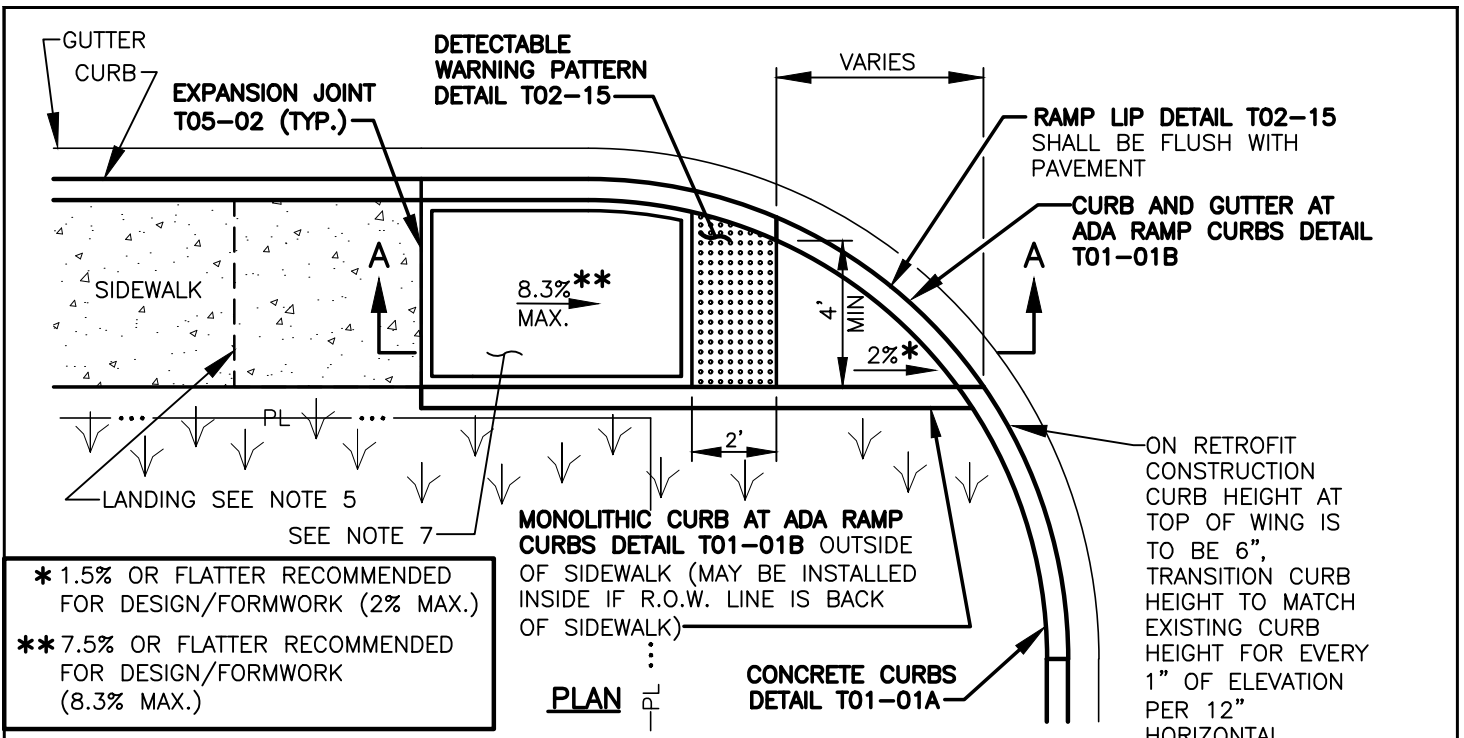 GUTTER
CURB
EXPANSION JOINT
T05-02 (TYP.)
DETECTABLE
WARNING PATTERN
DETAIL T02-15
VARIES
RAMP LIP DETAIL T02-15
SHALL BE FLUSH WITH
PAVEMENT
CURB AND GUTTER AT
ADA RAMP CURBS DETAIL
T01-01B
A
A
SIDEWALK
8.3%**
MAX.
4'
MIN
2%*
PL
2'
LANDING SEE NOTE 5
SEE NOTE 7
MONOLITHIC CURB AT ADA RAMP
CURBS DETAIL T01-01B OUTSIDE
OF SIDEWALK (MAY BE INSTALLED
INSIDE IF R.O.W. LINE IS BACK
OF SIDEWALK)
ON RETROFIT
CONSTRUCTION
CURB HEIGHT AT
TOP OF WING IS
TO BE 6",
TRANSITION CURB
HEIGHT TO MATCH
EXISTING CURB
HEIGHT FOR EVERY
1" OF ELEVATION
PER 12"
HORIZONTAL
* 1.5% OR FLATTER RECOMMENDED
FOR DESIGN/FORMWORK (2% MAX.)
** 7.5% OR FLATTER RECOMMENDED
FOR DESIGN/FORMWORK
(8.3% MAX.)
PLAN
PL
CONCRETE CURBS
DETAIL T01-01A